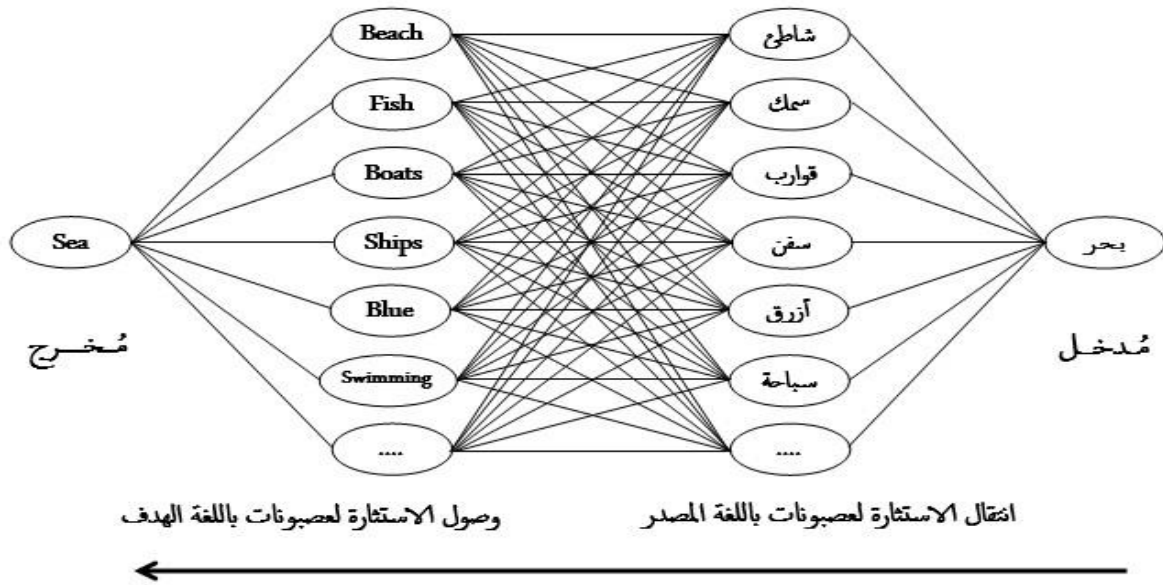 Beach
Fish
Boats
Ships
Blue
Swimming
....
Sea
شاطئ
سمك
قوارب
سفن
أزرق
سباحة
....
بحر
مُدخل
مُخرج
انتقال الاستثارة لعصبونات باللغة المصدر
وصول الاستثارة لعصبونات باللغة الهدف